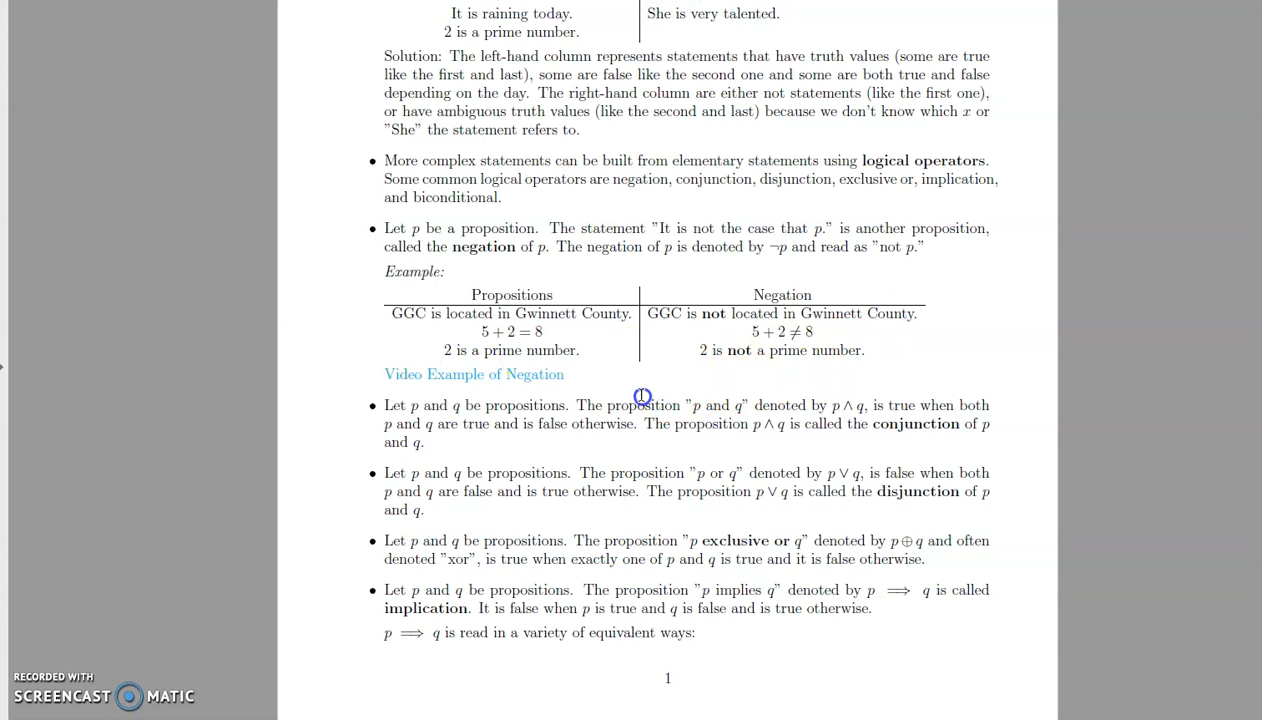 It is raining today. She is very talented.
2 is a prime number.
Solution: The left-hand column represents statements that have truth values (some are true
like the first and last), some are false like the second one and some are both true and false
depending on the day. The right-hand column are either not statements (like the first one),
or have ambiguous truth values (like the second and last) because we don't know which x or
"She" the statement refers to.
• More complex statements can be built from elementary statements using logical operators.
Some common logical operators are negation, conjunction, disjunction, exclusive or, implication,
and biconditional.
• Let p be a proposition. The statement "It is not the case that p." is another proposition,
called the negation of p. The negation of p is denoted by ¬p and read as "not p."
Example:
Propositions Negation
GGC is located in Gwinnett County. GGC is not located in Gwinnett County.
5 + 2 = 8 5 + 2 ≠ 8
2 is a prime number. 2 is not a prime number.
Video Example of Negation
• Let p and q be propositions. The proposition "p and q" denoted by p ∧ q, is true when both
p and q are true and is false otherwise. The proposition p ∧ q is called the conjunction of p
and q.
• Let p and q be propositions. The proposition "p or q" denoted by p ∨ q, is false when both
p and q are false and is true otherwise. The proposition p ∨ q is called the disjunction of p
and q.
• Let p and q be propositions. The proposition "p exclusive or q" denoted by p ⊕ q and often
denoted "xor", is true when exactly one of p and q is true and it is false otherwise.
• Let p and q be propositions. The proposition "p implies q" denoted by p ⟹ q is called
implication. It is false when p is true and q is false and is true otherwise.
p ⟹ q is read in a variety of equivalent ways:
1
RECORDED WITH
SCREENCAST MATIC